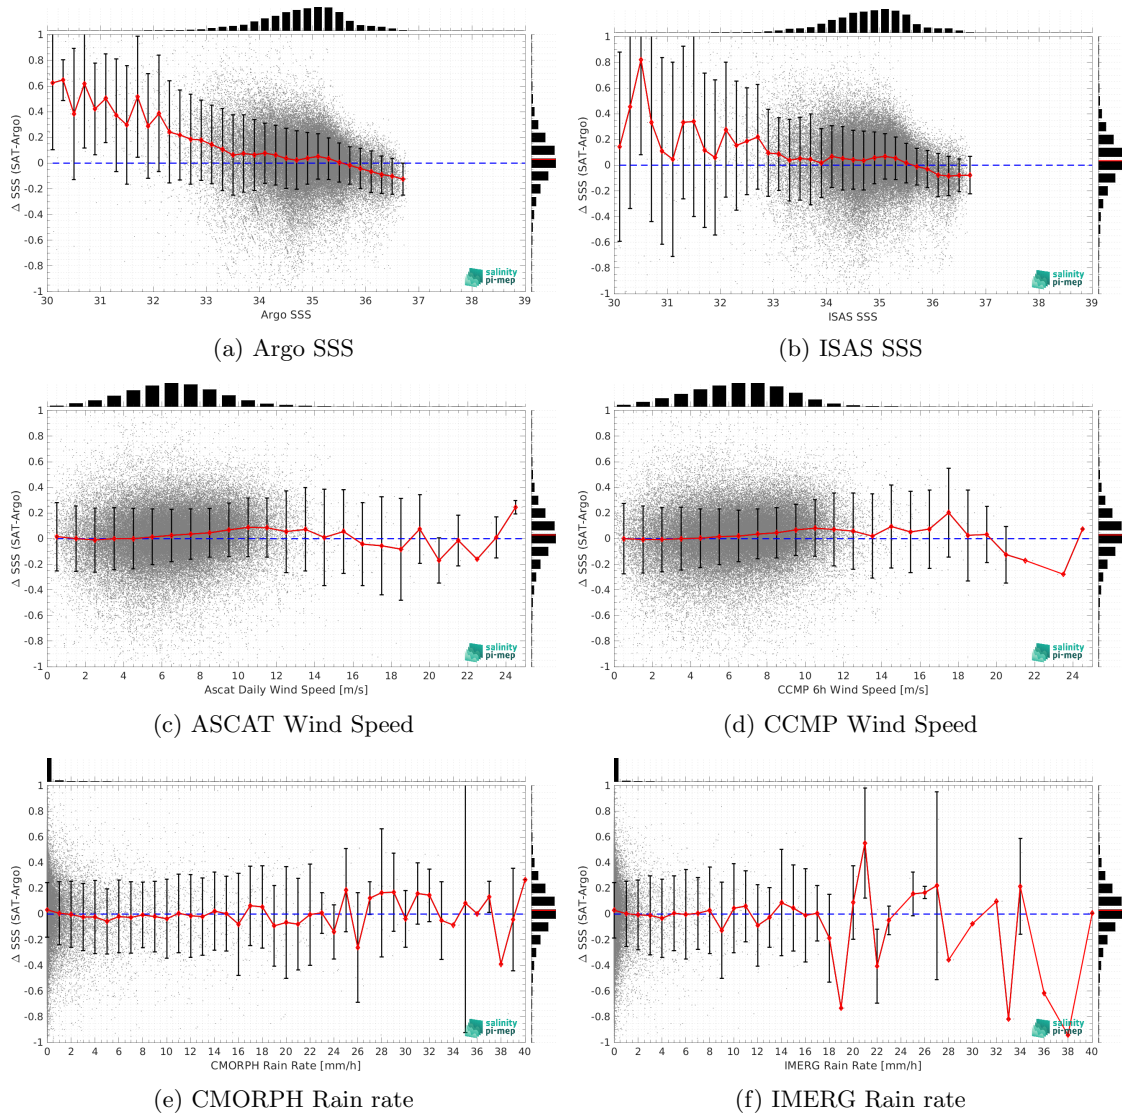 1
0.8
0.6
0.4
0.2
0
-0.2
-0.4
-0.6
-0.8
-1
Δ SSS (SAT-Argo)
30 31 32 33 34 35 36 37 38 39
Argo SSS
salinity
pi-mep
(a) Argo SSS
1
0.8
0.6
0.4
0.2
0
-0.2
-0.4
-0.6
-0.8
-1
Δ SSS (SAT-Argo)
30 31 32 33 34 35 36 37 38 39
ISAS SSS
salinity
pi-mep
(b) ISAS SSS
1
0.8
0.6
0.4
0.2
0
-0.2
-0.4
-0.6
-0.8
-1
Δ SSS (SAT-Argo)
0 2 4 6 8 10 12 14 16 18 20 22 24
Ascat Daily Wind Speed [m/s]
salinity
pi-mep
(c) ASCAT Wind Speed
1
0.8
0.6
0.4
0.2
0
-0.2
-0.4
-0.6
-0.8
-1
Δ SSS (SAT-Argo)
0 2 4 6 8 10 12 14 16 18 20 22 24
CCMP 6h Wind Speed [m/s]
salinity
pi-mep
(d) CCMP Wind Speed
1
0.8
0.6
0.4
0.2
0
-0.2
-0.4
-0.6
-0.8
-1
Δ SSS (SAT-Argo)
0 2 4 6 8 10 12 14 16 18 20 22 24 26 28 30 32 34 36 38 40
CMORPH Rain Rate [mm/h]
salinity
pi-mep
(e) CMORPH Rain rate
1
0.8
0.6
0.4
0.2
0
-0.2
-0.4
-0.6
-0.8
-1
Δ SSS (SAT-Argo)
0 2 4 6 8 10 12 14 16 18 20 22 24 26 28 30 32 34 36 38 40
IMERG Rain Rate [mm/h]
salinity
pi-mep
(f) IMERG Rain rate